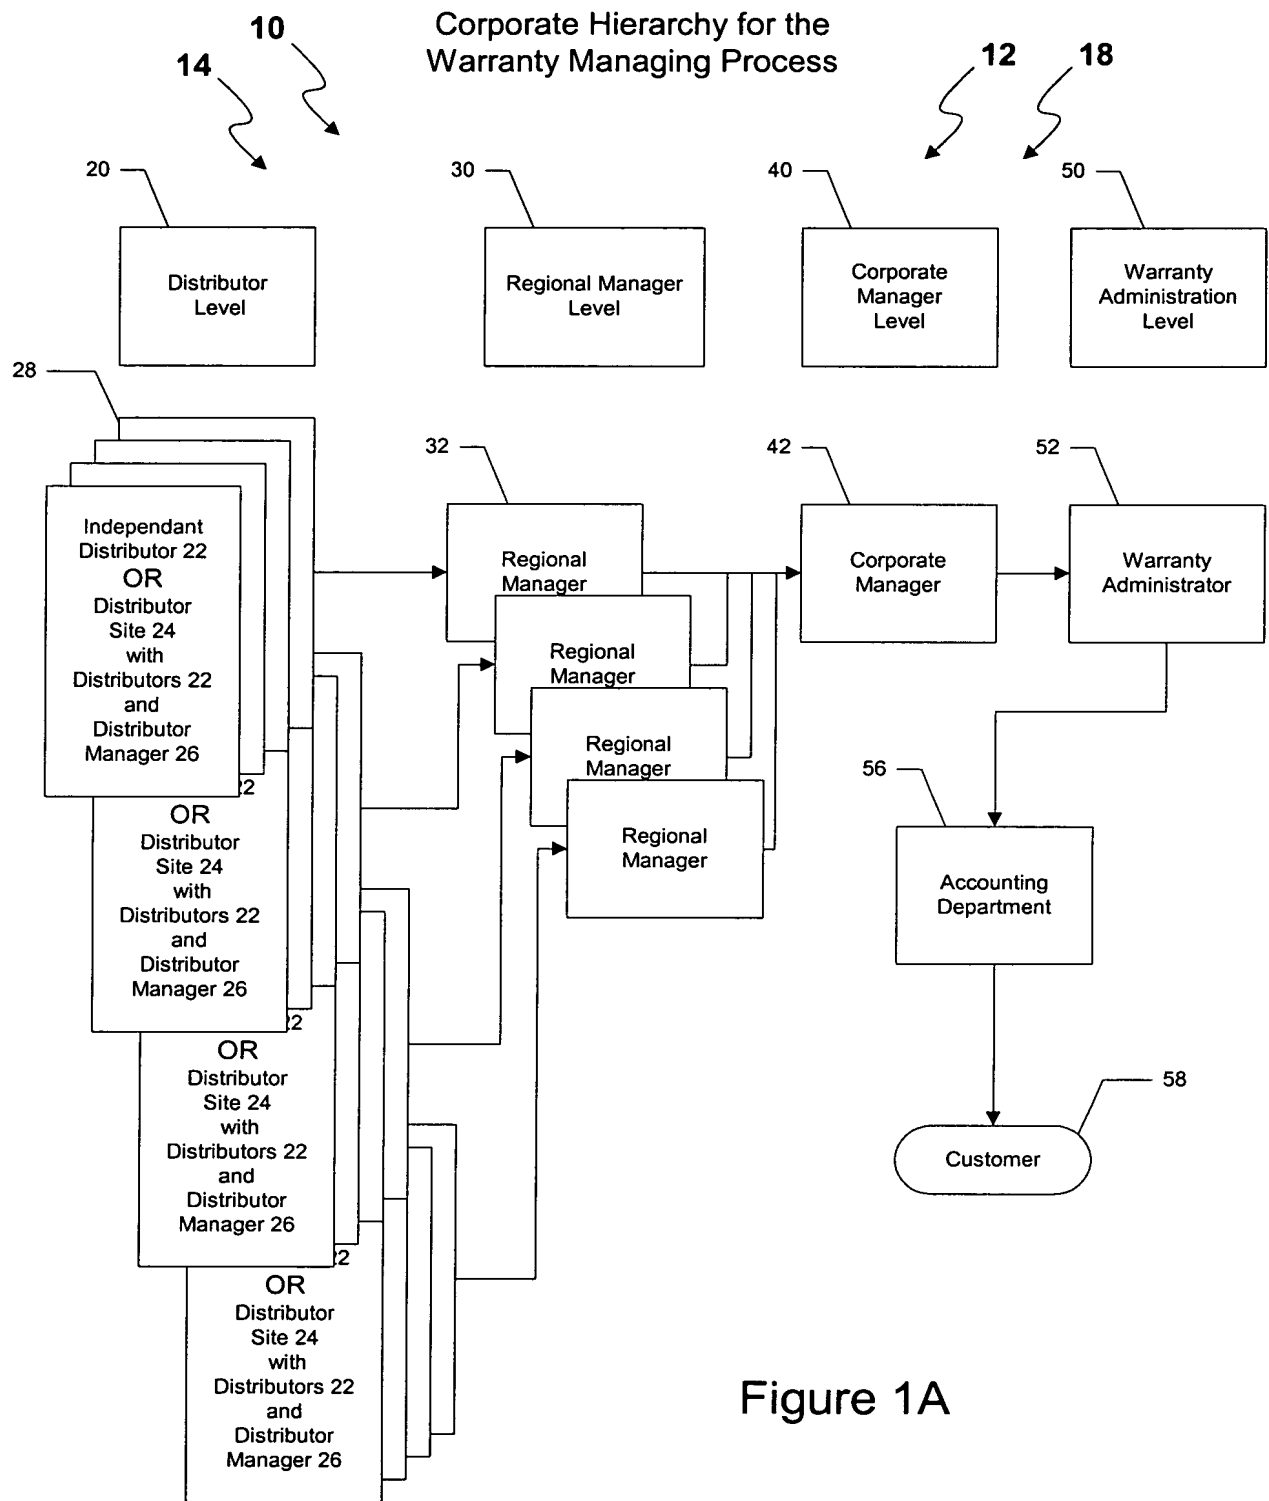 Corporate Hierarchy for the
Warranty Managing Process
10
14
12
18
20
30
40
50
Distributor
Level
Regional Manager
Level
Corporate
Manager
Level
Warranty
Administration
Level
28
32
42
52
Independant
Distributor 22
OR
Distributor
Site 24
with
Distributors 22
and
Distributor
Manager 26
Regional
Manager
Regional
Manager
Regional
Manager
Regional
Manager
Corporate
Manager
Warranty
Administrator
22
OR
Distributor
Site 24
with
Distributors 22
and
Distributor
Manager 26
22
OR
Distributor
Site 24
with
Distributors 22
and
Distributor
Manager 26
22
OR
Distributor
Site 24
with
Distributors 22
and
Distributor
Manager 26
56
Accounting
Department
58
Customer
Figure 1A